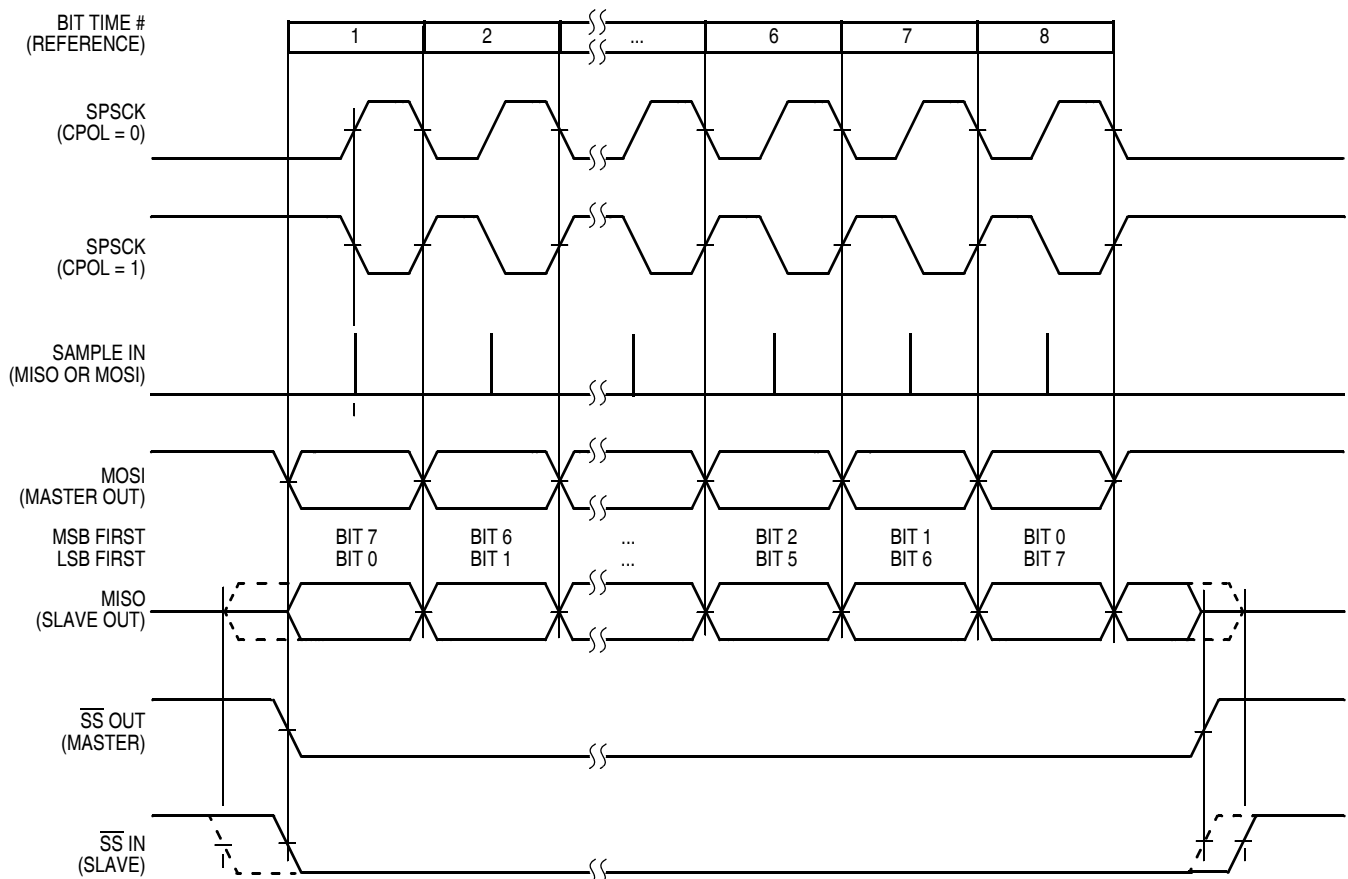 BIT TIME #
(REFERENCE)
1 2 ... 6 7 8
SPSCK
(CPOL = 0)
SPSCK
(CPOL = 1)
SAMPLE IN
(MISO OR MOSI)
MOSI
(MASTER OUT)
MSB FIRST BIT 7 BIT 6 ... BIT 2 BIT 1 BIT 0
LSB FIRST BIT 0 BIT 1 ... BIT 5 BIT 6 BIT 7
MISO
(SLAVE OUT)
S̅S̅ OUT
(MASTER)
S̅S̅ IN
(SLAVE)